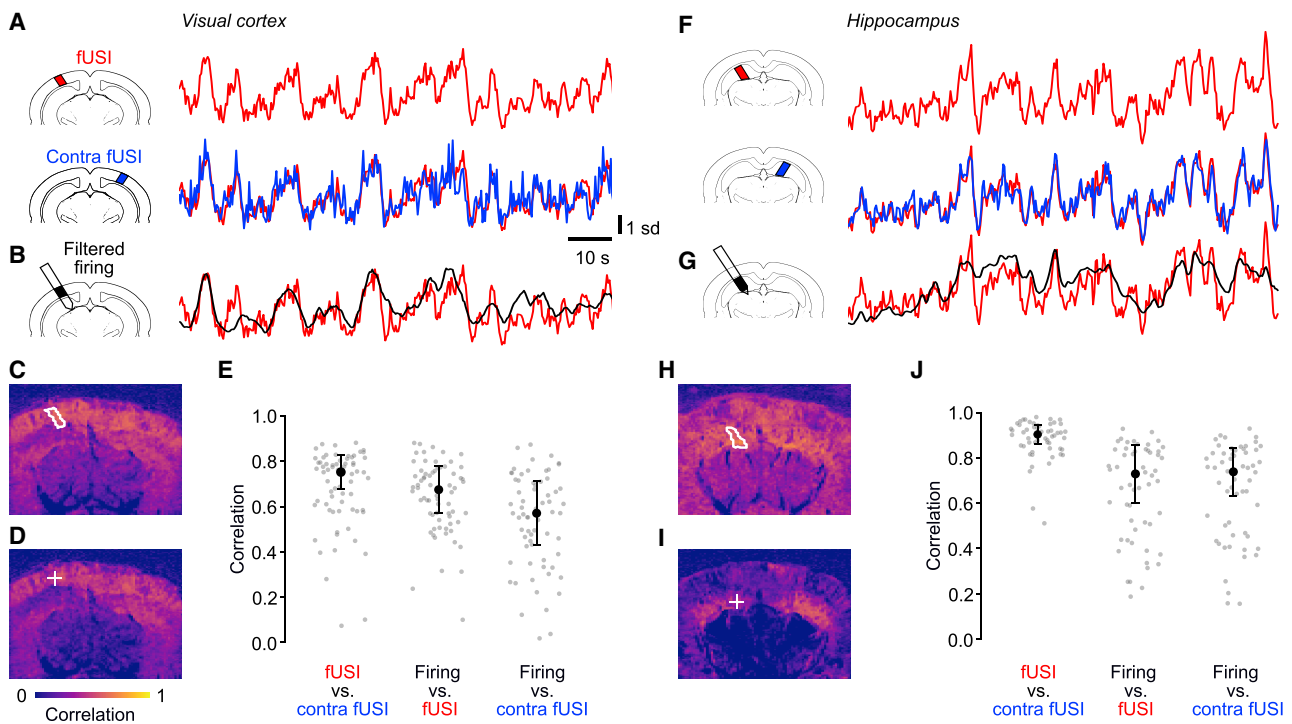 A
Visual cortex
fUSI
Contra fUSI
1 sd
10 s
B
Filtered
firing
C
D
0
1
Correlation
E
Correlation
1.0
0.8
0.6
0.4
0.2
0.0
fUSI
vs.
contra fUSI
Firing
vs.
fUSI
Firing
vs.
contra fUSI
F
Hippocampus
G
H
I
J
Correlation
1.0
0.8
0.6
0.4
0.2
0.0
fUSI
vs.
contra fUSI
Firing
vs.
fUSI
Firing
vs.
contra fUSI